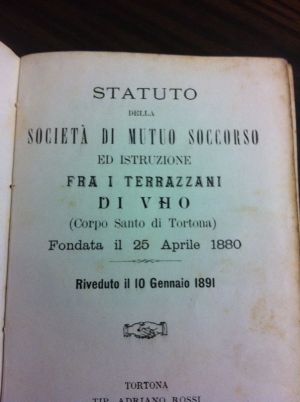 STATUTO
DELLA
SOCIETÀ DI MUTUO SOCCORSO
ED ISTRUZIONE
FRA I TERRAZZANI
DI VHO
(Corpo Santo di Tortona)
Fondata il 25 Aprile 1880
Riveduto il 10 Gennaio 1891
TORTONA
TIP. ADRIANO ROSSI